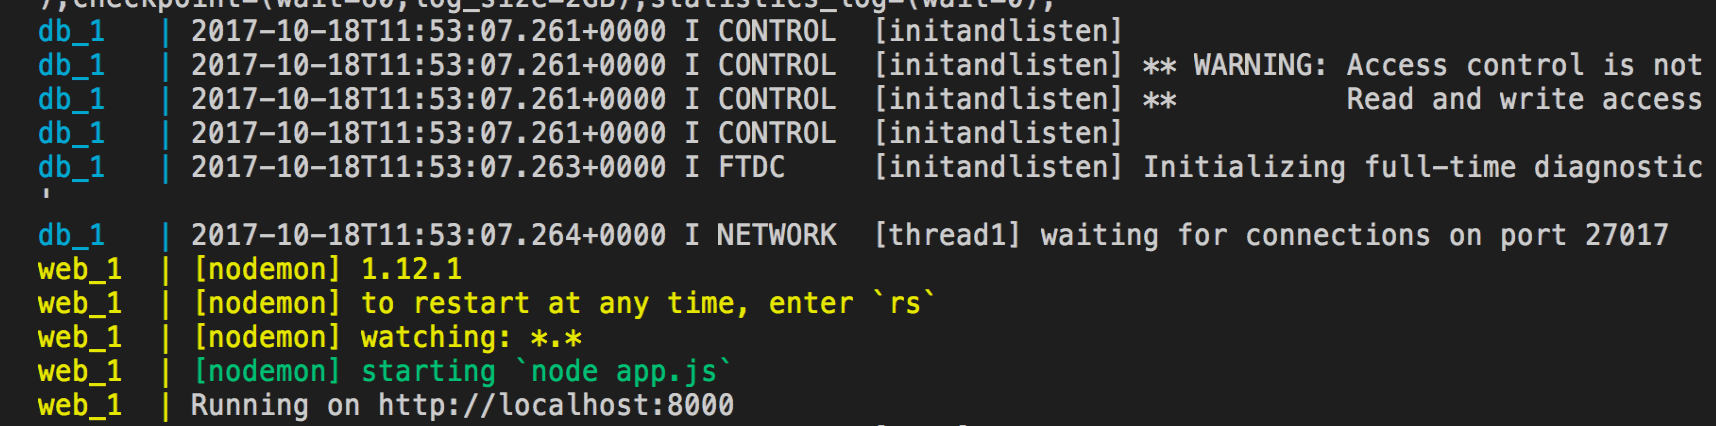 ),checkpoint=(wait=60,log_size=2GB),statistics_log=(wait=0),
db_1   | 2017-10-18T11:53:07.261+0000 I CONTROL  [initandlisten]
db_1   | 2017-10-18T11:53:07.261+0000 I CONTROL  [initandlisten] ** WARNING: Access control is not
db_1   | 2017-10-18T11:53:07.261+0000 I CONTROL  [initandlisten] **          Read and write access
db_1   | 2017-10-18T11:53:07.261+0000 I CONTROL  [initandlisten]
db_1   | 2017-10-18T11:53:07.263+0000 I FTDC     [initandlisten] Initializing full-time diagnostic
'
db_1   | 2017-10-18T11:53:07.264+0000 I NETWORK  [thread1] waiting for connections on port 27017
web_1  | [nodemon] 1.12.1
web_1  | [nodemon] to restart at any time, enter `rs`
web_1  | [nodemon] watching: *.*
web_1  | [nodemon] starting `node app.js`
web_1  | Running on http://localhost:8000